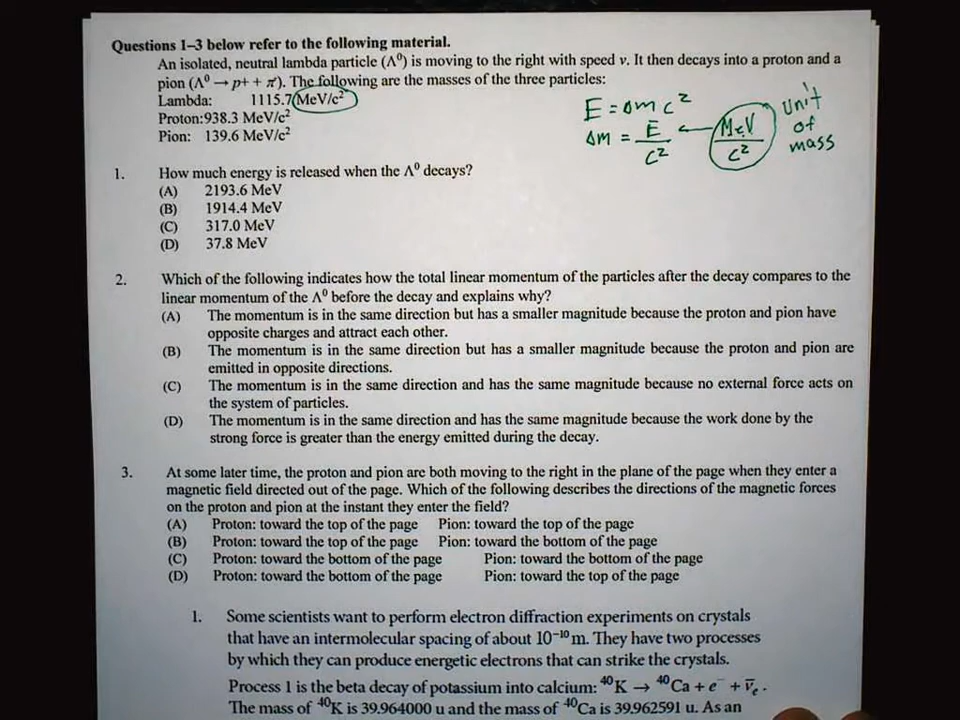 Questions 1–3 below refer to the following material.
An isolated, neutral lambda particle (Λ⁰) is moving to the right with speed v. It then decays into a proton and a
pion (Λ⁰ → p+ + π⁻). The following are the masses of the three particles:
Lambda: 1115.7 MeV/c²
Proton: 938.3 MeV/c²
Pion: 139.6 MeV/c²
E = Δmc²
Δm = E/c² ← MeV/c²
Unit
of
mass
1. How much energy is released when the Λ⁰ decays?
(A) 2193.6 MeV
(B) 1914.4 MeV
(C) 317.0 MeV
(D) 37.8 MeV
2. Which of the following indicates how the total linear momentum of the particles after the decay compares to the
linear momentum of the Λ⁰ before the decay and explains why?
(A) The momentum is in the same direction but has a smaller magnitude because the proton and pion have
opposite charges and attract each other.
(B) The momentum is in the same direction but has a smaller magnitude because the proton and pion are
emitted in opposite directions.
(C) The momentum is in the same direction and has the same magnitude because no external force acts on
the system of particles.
(D) The momentum is in the same direction and has the same magnitude because the work done by the
strong force is greater than the energy emitted during the decay.
3. At some later time, the proton and pion are both moving to the right in the plane of the page when they enter a
magnetic field directed out of the page. Which of the following describes the directions of the magnetic forces
on the proton and pion at the instant they enter the field?
(A) Proton: toward the top of the page Pion: toward the top of the page
(B) Proton: toward the top of the page Pion: toward the bottom of the page
(C) Proton: toward the bottom of the page Pion: toward the bottom of the page
(D) Proton: toward the bottom of the page Pion: toward the top of the page
1. Some scientists want to perform electron diffraction experiments on crystals
that have an intermolecular spacing of about 10⁻¹⁰ m. They have two processes
by which they can produce energetic electrons that can strike the crystals.
Process 1 is the beta decay of potassium into calcium: ⁴⁰K → ⁴⁰Ca + e⁻ + ν̄ₑ.
The mass of ⁴⁰K is 39.964000 u and the mass of ⁴⁰Ca is 39.962591 u. As an